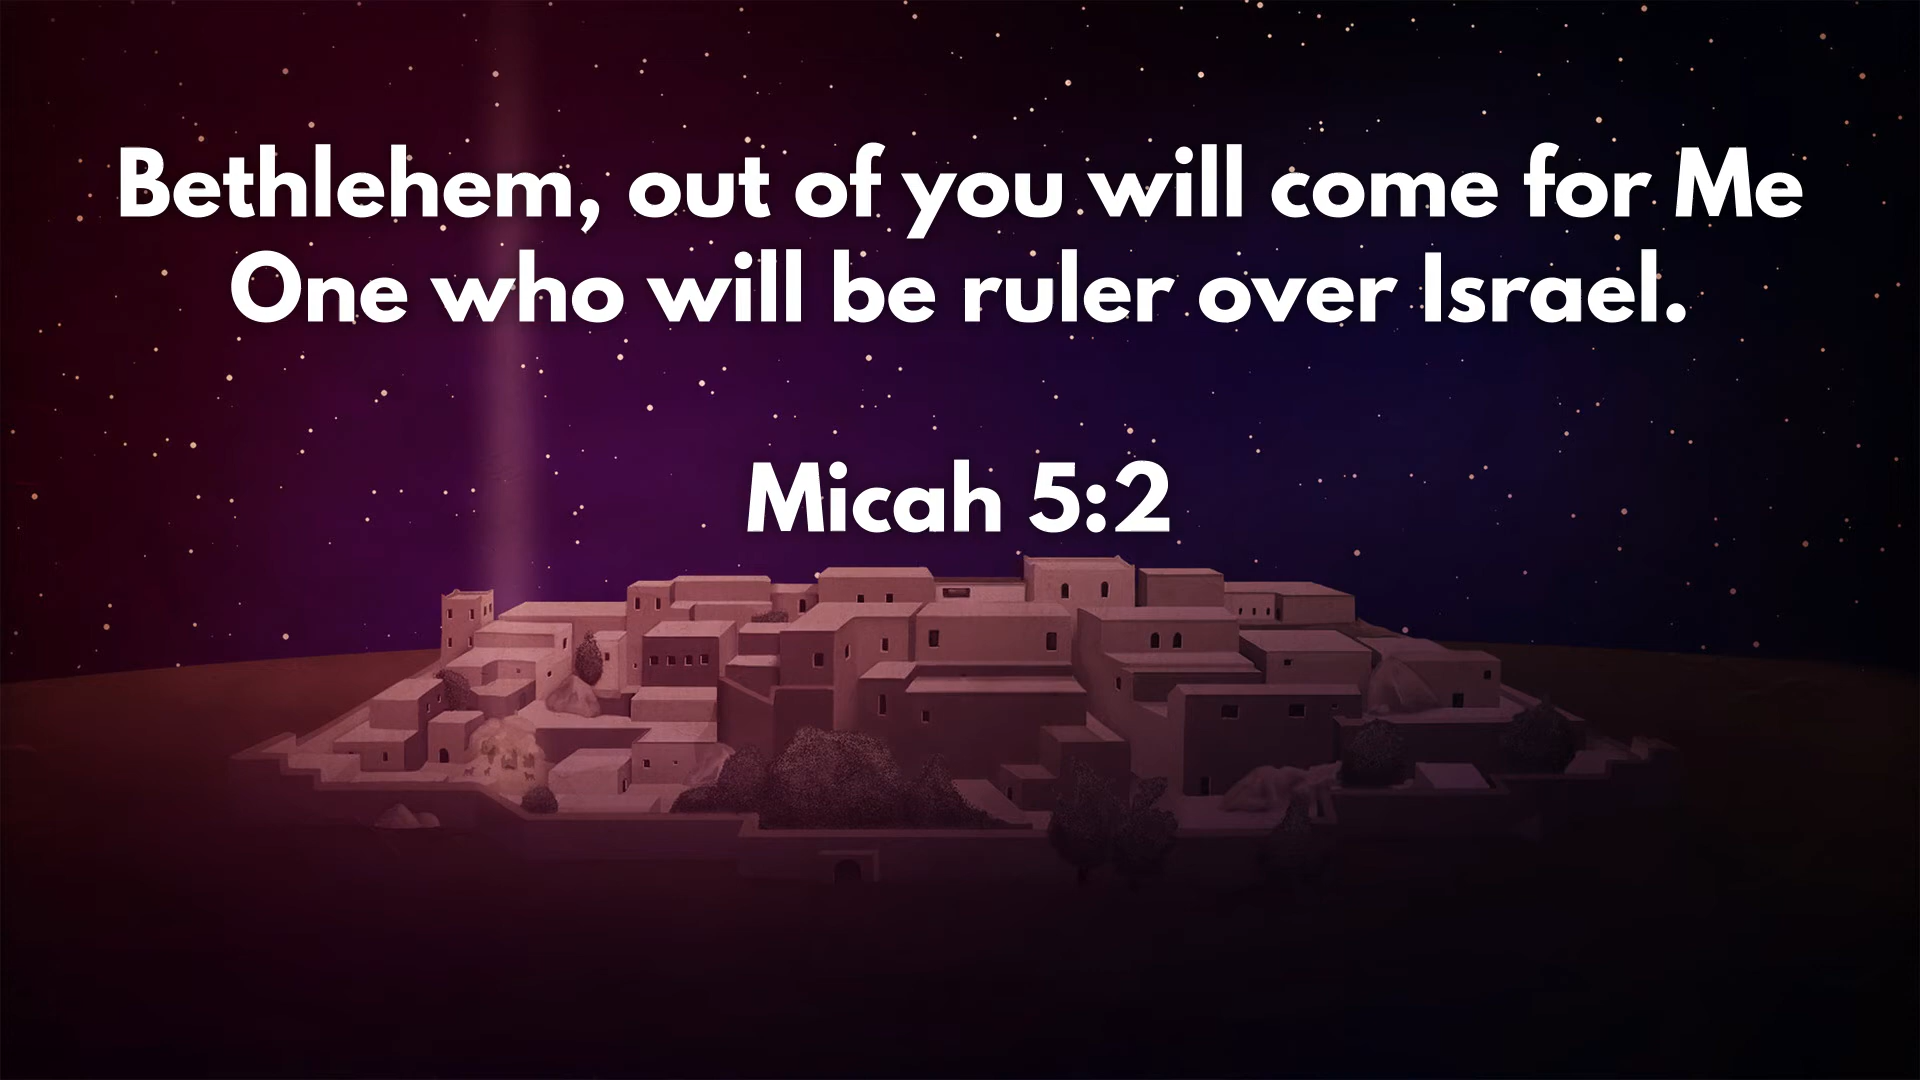 Bethlehem, out of you will come for Me
One who will be ruler over Israel.
Micah 5:2